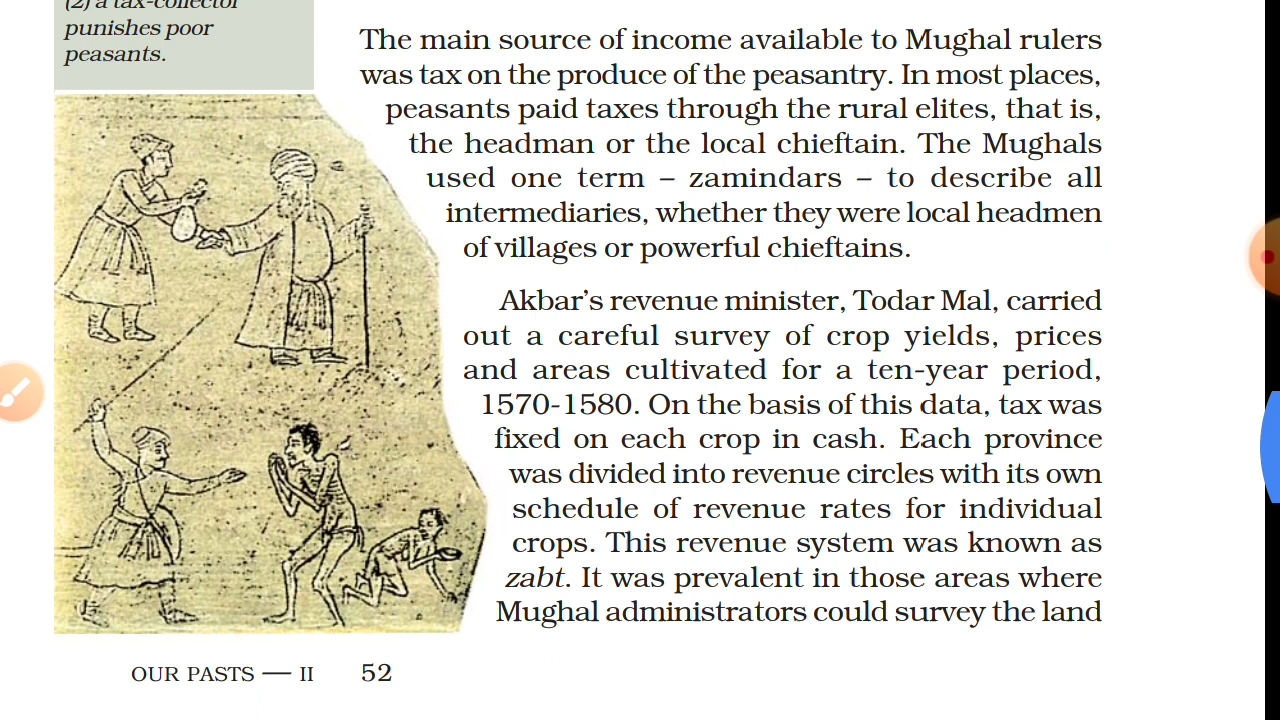 (2) a tax-collector
punishes poor
peasants.
The main source of income available to Mughal rulers
was tax on the produce of the peasantry. In most places,
peasants paid taxes through the rural elites, that is,
the headman or the local chieftain. The Mughals
used one term – zamindars – to describe all
intermediaries, whether they were local headmen
of villages or powerful chieftains.
Akbar’s revenue minister, Todar Mal, carried
out a careful survey of crop yields, prices
and areas cultivated for a ten-year period,
1570-1580. On the basis of this data, tax was
fixed on each crop in cash. Each province
was divided into revenue circles with its own
schedule of revenue rates for individual
crops. This revenue system was known as
zabt. It was prevalent in those areas where
Mughal administrators could survey the land
OUR PASTS — II 52